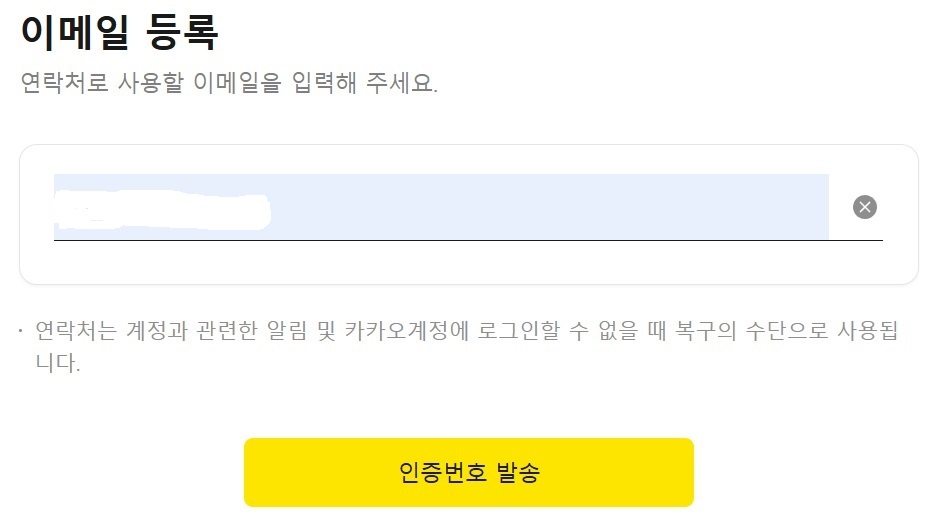 이메일 등록
연락처로 사용할 이메일을 입력해 주세요.
· 연락처는 계정과 관련한 알림 및 카카오계정에 로그인할 수 없을 때 복구의 수단으로 사용됩
니다.
인증번호 발송